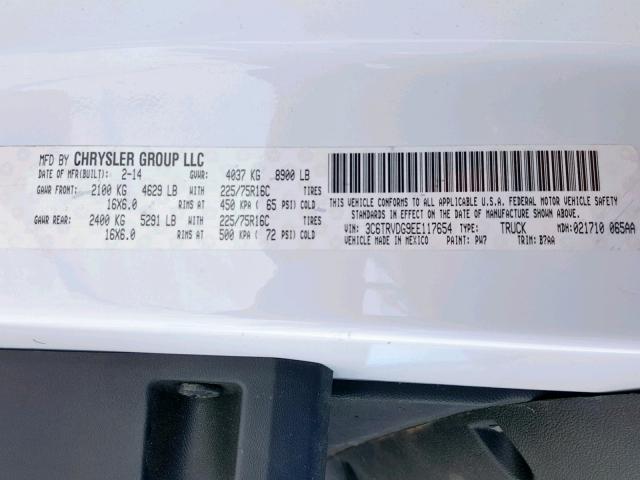 MFD BY CHRYSLER GROUP LLC
DATE OF MFR(BUILT): 2-14 GVWR: 4037 KG 8900 LB
GAWR FRONT: 2100 KG 4629 LB WITH 225/75R16C TIRES
16X6.0 RIMS AT 450 KPA ( 65 PSI) COLD
GAWR REAR: 2400 KG 5291 LB WITH 225/75R16C TIRES
16X6.0 RIMS AT 500 KPA ( 72 PSI) COLD
THIS VEHICLE CONFORMS TO ALL APPLICABLE U.S.A. FEDERAL MOTOR VEHICLE SAFETY
STANDARDS IN EFFECT ON THE DATE OF MANUFACTURE SHOWN ABOVE.
VIN: 3C6TRVDG9EE117654 TYPE: TRUCK MDH:021710 065AA
VEHICLE MADE IN MEXICO PAINT: PW7 TRIM: B7AA